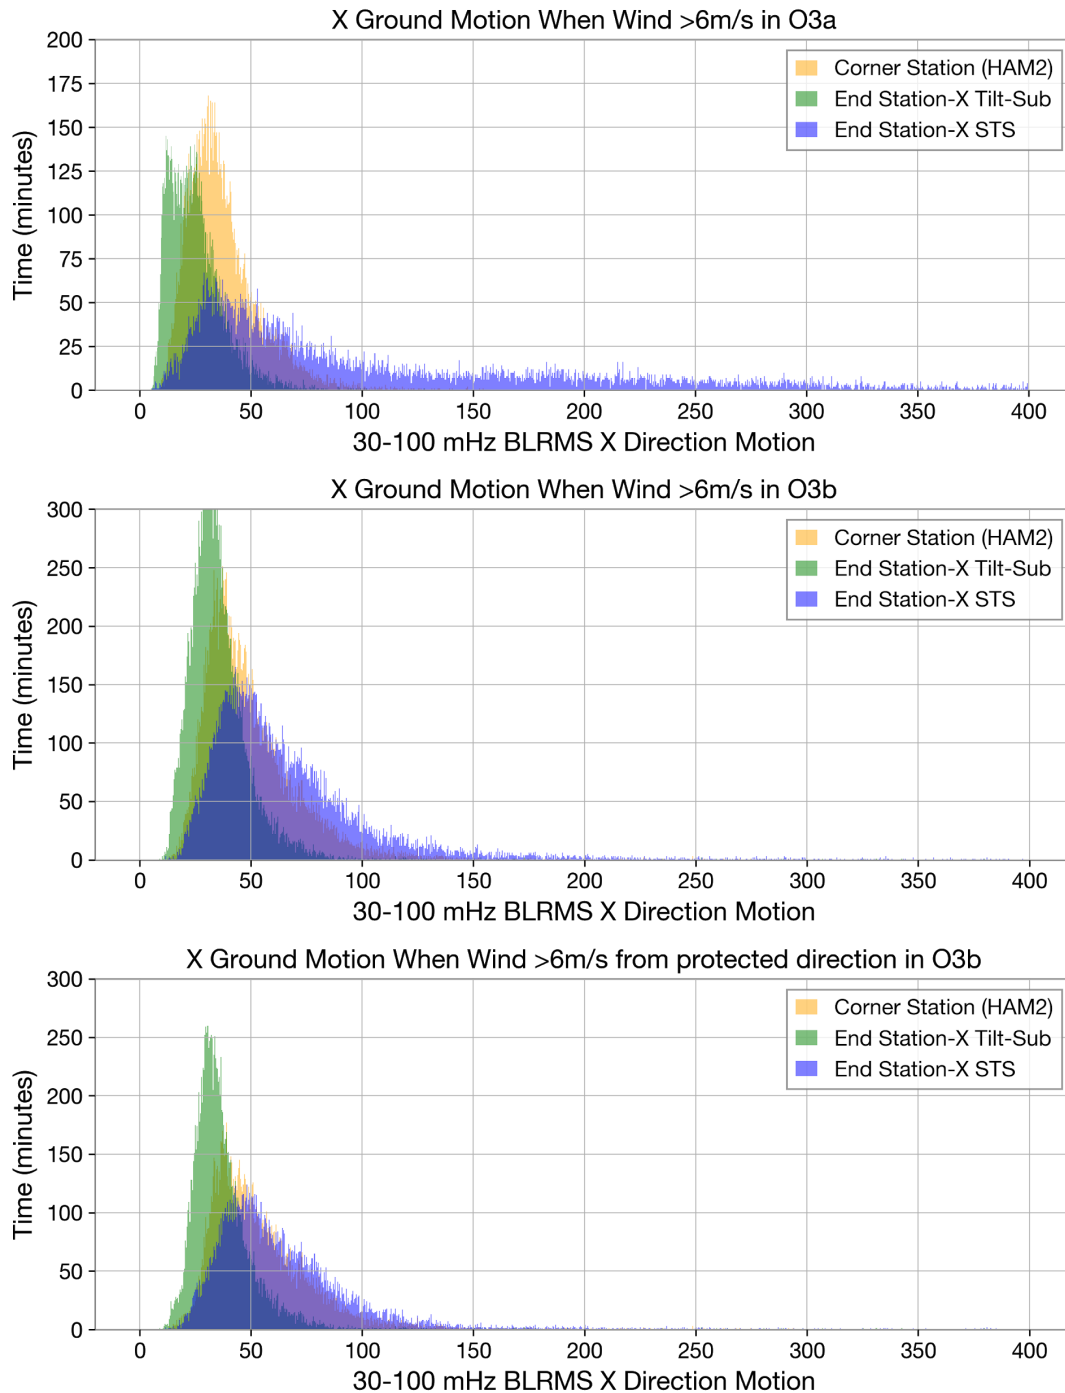 X Ground Motion When Wind >6m/s in O3a
200
175
150
125
100
75
50
25
0
Time (minutes)
Corner Station (HAM2)
End Station-X Tilt-Sub
End Station-X STS
0 50 100 150 200 250 300 350 400
30-100 mHz BLRMS X Direction Motion
X Ground Motion When Wind >6m/s in O3b
300
250
200
150
100
50
0
Time (minutes)
Corner Station (HAM2)
End Station-X Tilt-Sub
End Station-X STS
0 50 100 150 200 250 300 350 400
30-100 mHz BLRMS X Direction Motion
X Ground Motion When Wind >6m/s from protected direction in O3b
300
250
200
150
100
50
0
Time (minutes)
Corner Station (HAM2)
End Station-X Tilt-Sub
End Station-X STS
0 50 100 150 200 250 300 350 400
30-100 mHz BLRMS X Direction Motion